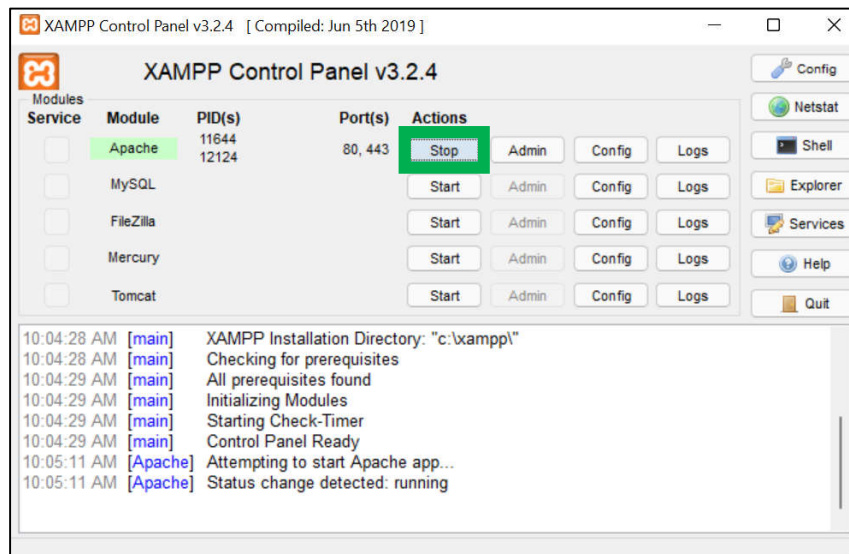 XAMPP Control Panel v3.2.4 [ Compiled: Jun 5th 2019 ]
XAMPP Control Panel v3.2.4
Config
Modules
Service Module PID(s) Port(s) Actions
Netstat
Apache 11644 12124 80, 443 Stop Admin Config Logs
Shell
MySQL Start Admin Config Logs
Explorer
FileZilla Start Admin Config Logs
Services
Mercury Start Admin Config Logs
Help
Tomcat Start Admin Config Logs
Quit
10:04:28 AM [main] XAMPP Installation Directory: "c:\xampp\"
10:04:28 AM [main] Checking for prerequisites
10:04:29 AM [main] All prerequisites found
10:04:29 AM [main] Initializing Modules
10:04:29 AM [main] Starting Check-Timer
10:04:29 AM [main] Control Panel Ready
10:05:11 AM [Apache] Attempting to start Apache app...
10:05:11 AM [Apache] Status change detected: running